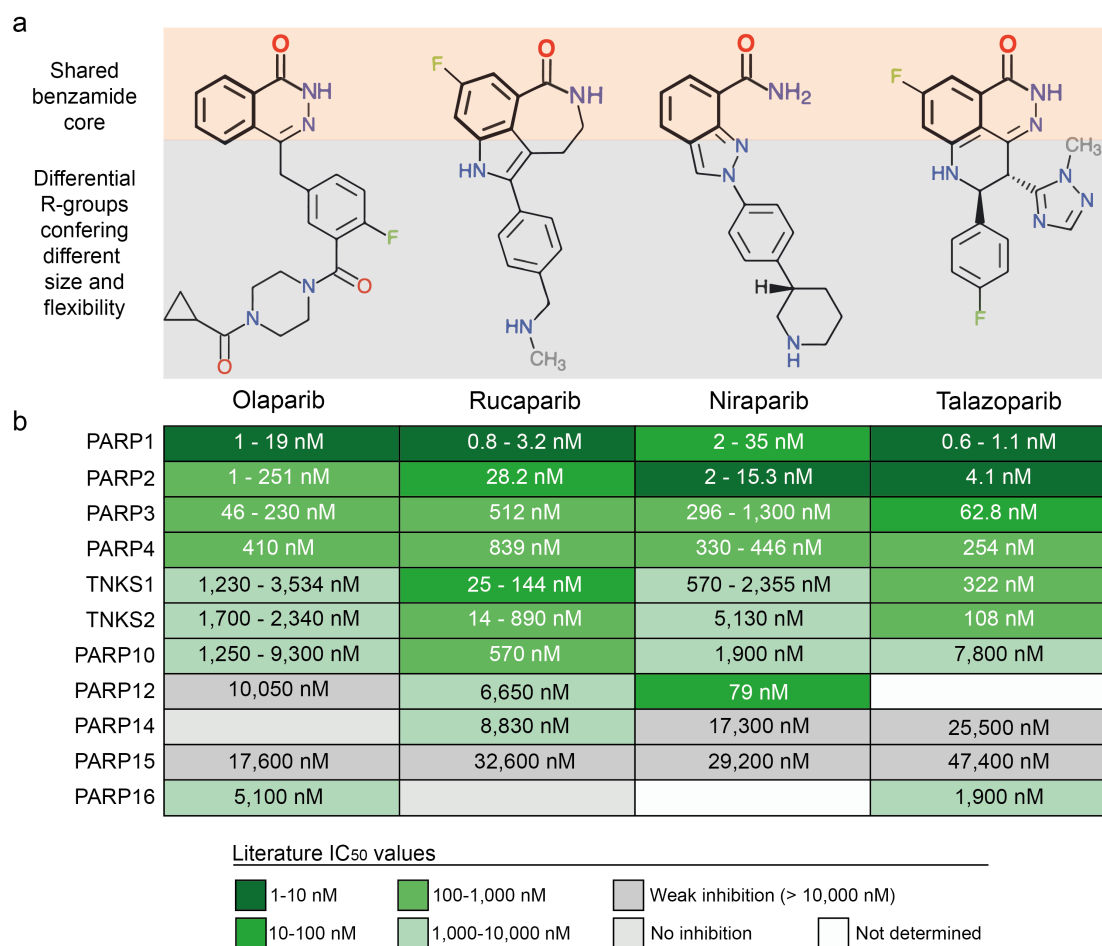 a
Shared
benzamide
core
Differential
R-groups
confering
different
size and
flexibility
O
NH
N
F
O
N
N
O
F
O
NH
HN
HN
CH3
O
NH2
N
N
H
N
H
O
F
NH
N
CH3
HN
N
N
N
F
Olaparib Rucaparib Niraparib Talazoparib
b
PARP1 1 - 19 nM 0.8 - 3.2 nM 2 - 35 nM 0.6 - 1.1 nM
PARP2 1 - 251 nM 28.2 nM 2 - 15.3 nM 4.1 nM
PARP3 46 - 230 nM 512 nM 296 - 1,300 nM 62.8 nM
PARP4 410 nM 839 nM 330 - 446 nM 254 nM
TNKS1 1,230 - 3,534 nM 25 - 144 nM 570 - 2,355 nM 322 nM
TNKS2 1,700 - 2,340 nM 14 - 890 nM 5,130 nM 108 nM
PARP10 1,250 - 9,300 nM 570 nM 1,900 nM 7,800 nM
PARP12 10,050 nM 6,650 nM 79 nM
PARP14 8,830 nM 17,300 nM 25,500 nM
PARP15 17,600 nM 32,600 nM 29,200 nM 47,400 nM
PARP16 5,100 nM 1,900 nM
Literature IC50 values
1-10 nM 100-1,000 nM Weak inhibition (> 10,000 nM)
10-100 nM 1,000-10,000 nM No inhibition Not determined